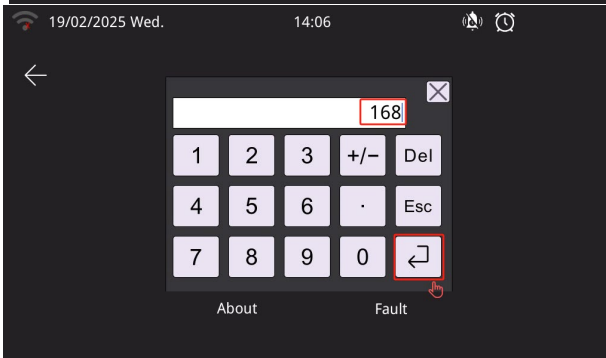 19/02/2025 Wed. 14:06
168
1 2 3 +/− Del
4 5 6 . Esc
7 8 9 0
About Fault